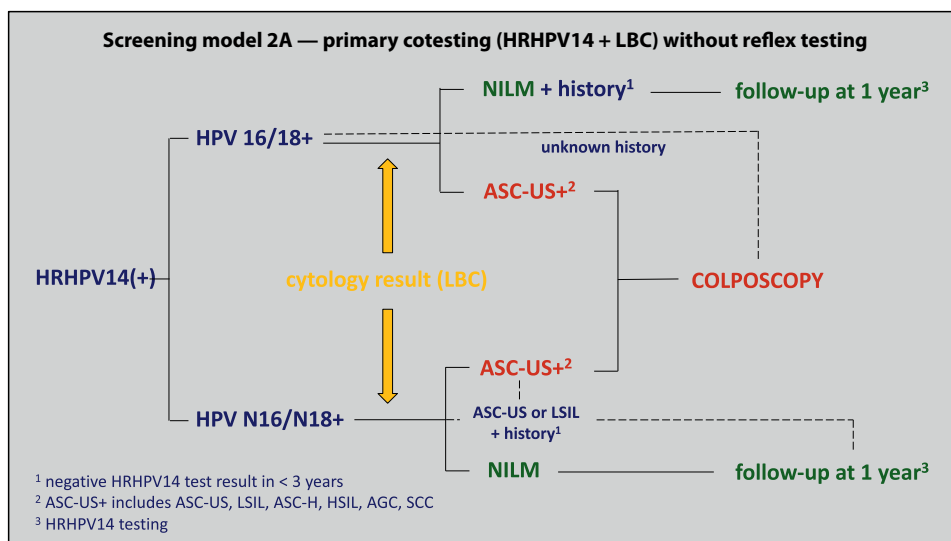 Screening model 2A — primary cotesting (HRHPV14 + LBC) without reflex testing
NILM + history¹
follow-up at 1 year³
HPV 16/18+
unknown history
ASC-US+²
HRHPV14(+)
cytology result (LBC)
COLPOSCOPY
ASC-US+²
HPV N16/N18+
ASC-US or LSIL
+ history¹
NILM
follow-up at 1 year³
¹ negative HRHPV14 test result in < 3 years
² ASC-US+ includes ASC-US, LSIL, ASC-H, HSIL, AGC, SCC
³ HRHPV14 testing